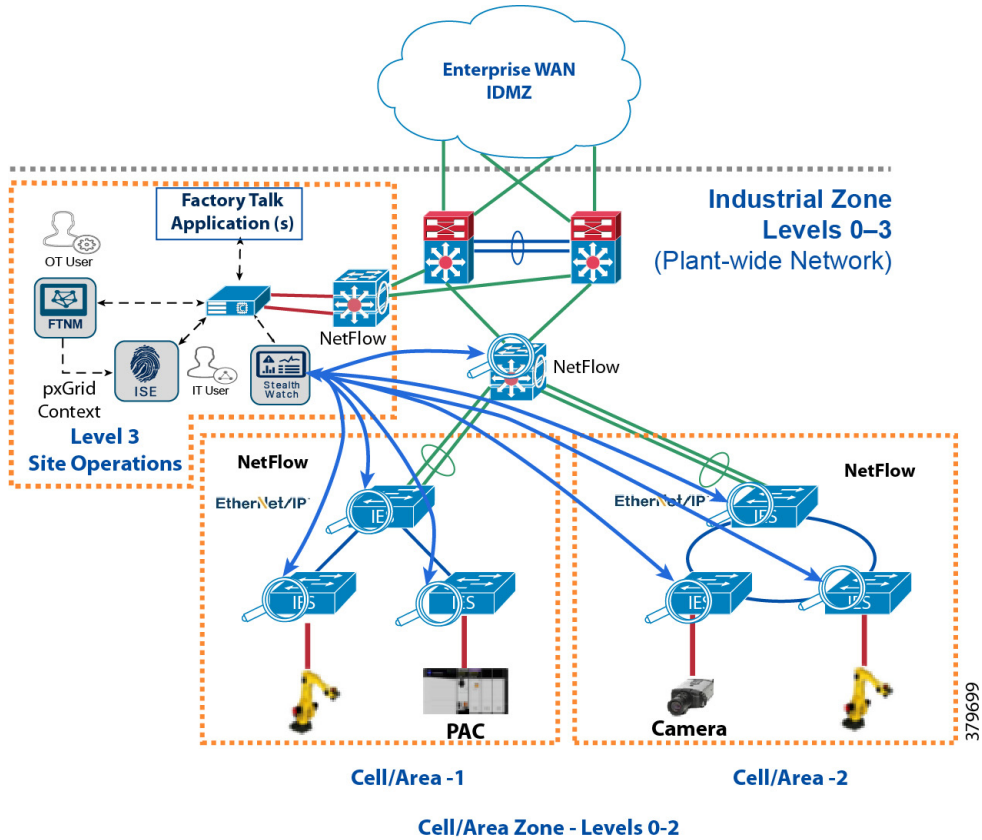 Enterprise WAN
IDMZ
Industrial Zone
Levels 0–3
(Plant-wide Network)
Factory Talk
Application (s)
OT User
FTNM
NetFlow
NetFlow
pxGrid
Context
ISE
IT User
Stealth
Watch
Level 3
Site Operations
NetFlow
NetFlow
EtherNet/IP
EtherNet/IP
IES
IES
IES
IES
IES
IES
PAC
Camera
379699
Cell/Area -1
Cell/Area -2
Cell/Area Zone - Levels 0-2